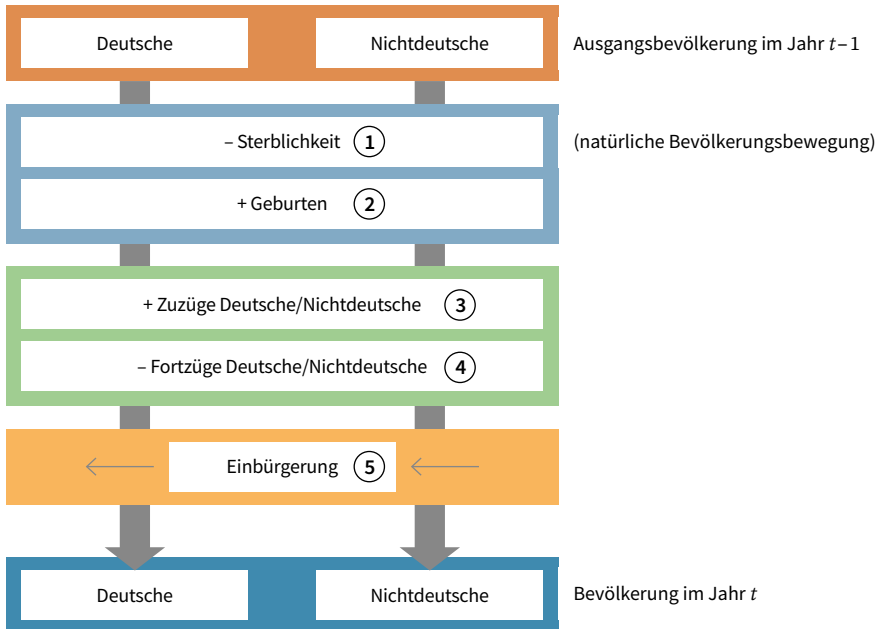 Deutsche Nichtdeutsche Ausgangsbevölkerung im Jahr t–1
– Sterblichkeit 1 (natürliche Bevölkerungsbewegung)
+ Geburten 2
+ Zuzüge Deutsche/Nichtdeutsche 3
– Fortzüge Deutsche/Nichtdeutsche 4
Einbürgerung 5
Deutsche Nichtdeutsche Bevölkerung im Jahr t